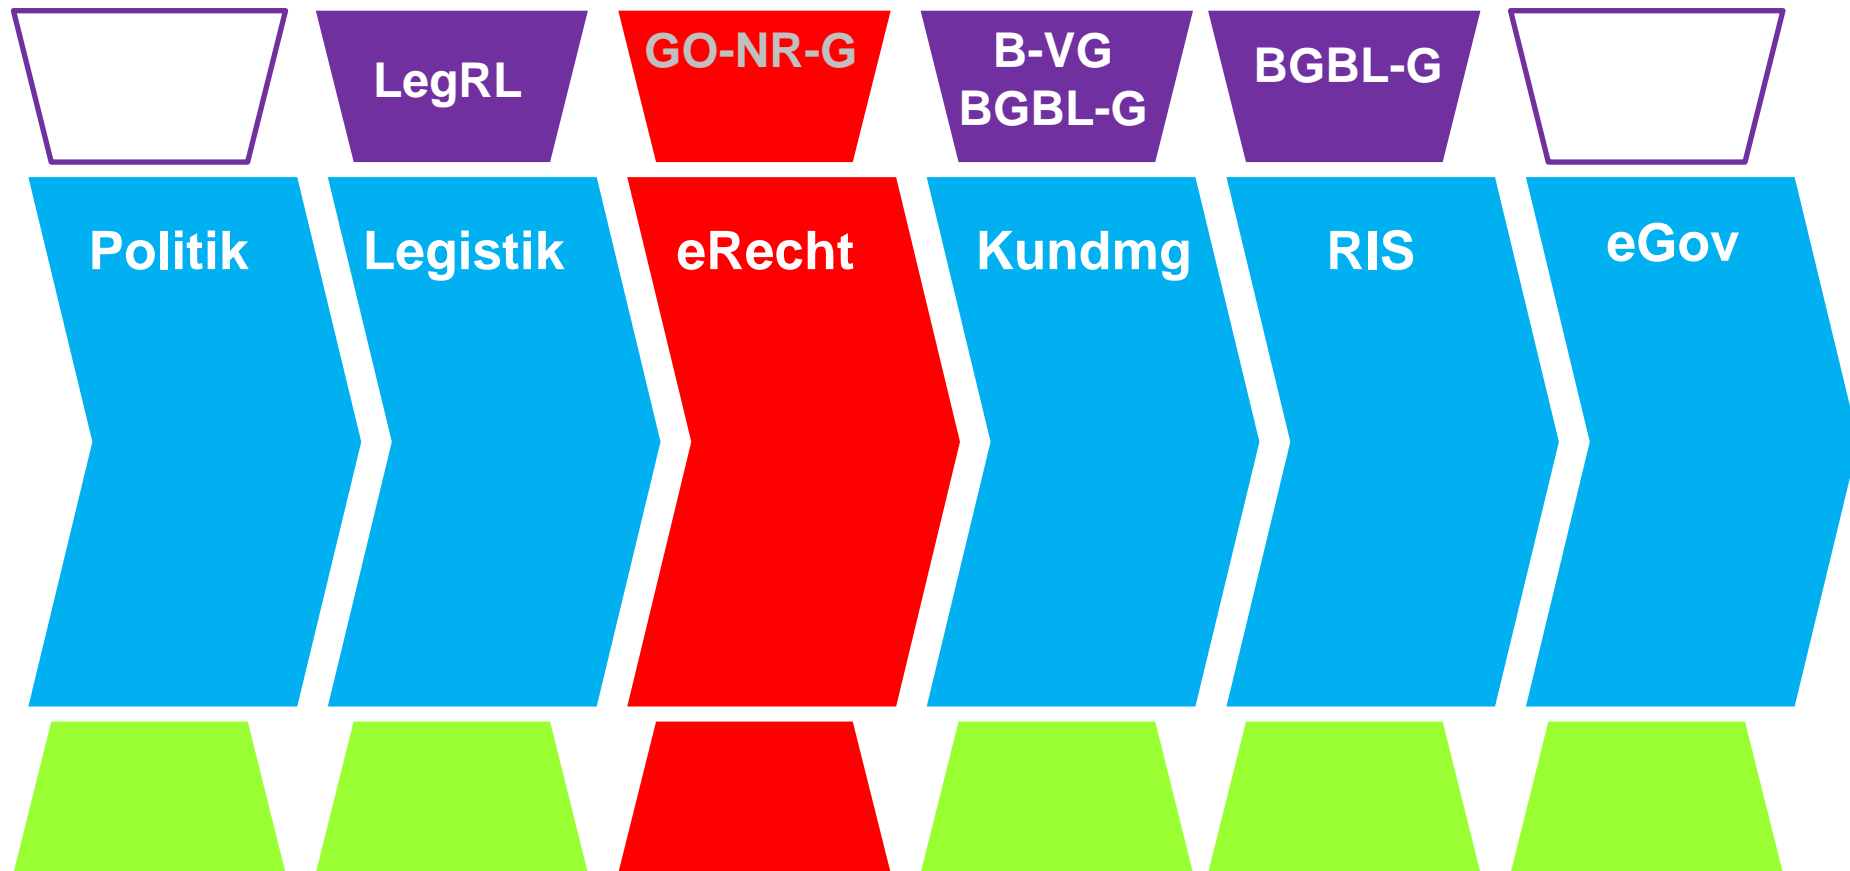 LegRL
GO-NR-G
B-VG
BGBL-G
BGBL-G
Politik
Legistik
eRecht
Kundmg
RIS
eGov